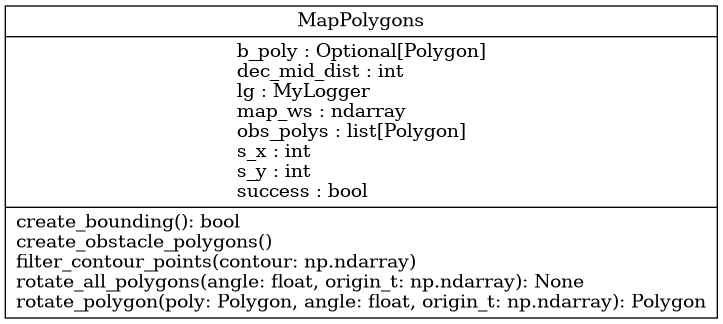 MapPolygons
b_poly : Optional[Polygon]
dec_mid_dist : int
lg : MyLogger
map_ws : ndarray
obs_polys : list[Polygon]
s_x : int
s_y : int
success : bool
create_bounding(): bool
create_obstacle_polygons()
filter_contour_points(contour: np.ndarray)
rotate_all_polygons(angle: float, origin_t: np.ndarray): None
rotate_polygon(poly: Polygon, angle: float, origin_t: np.ndarray): Polygon